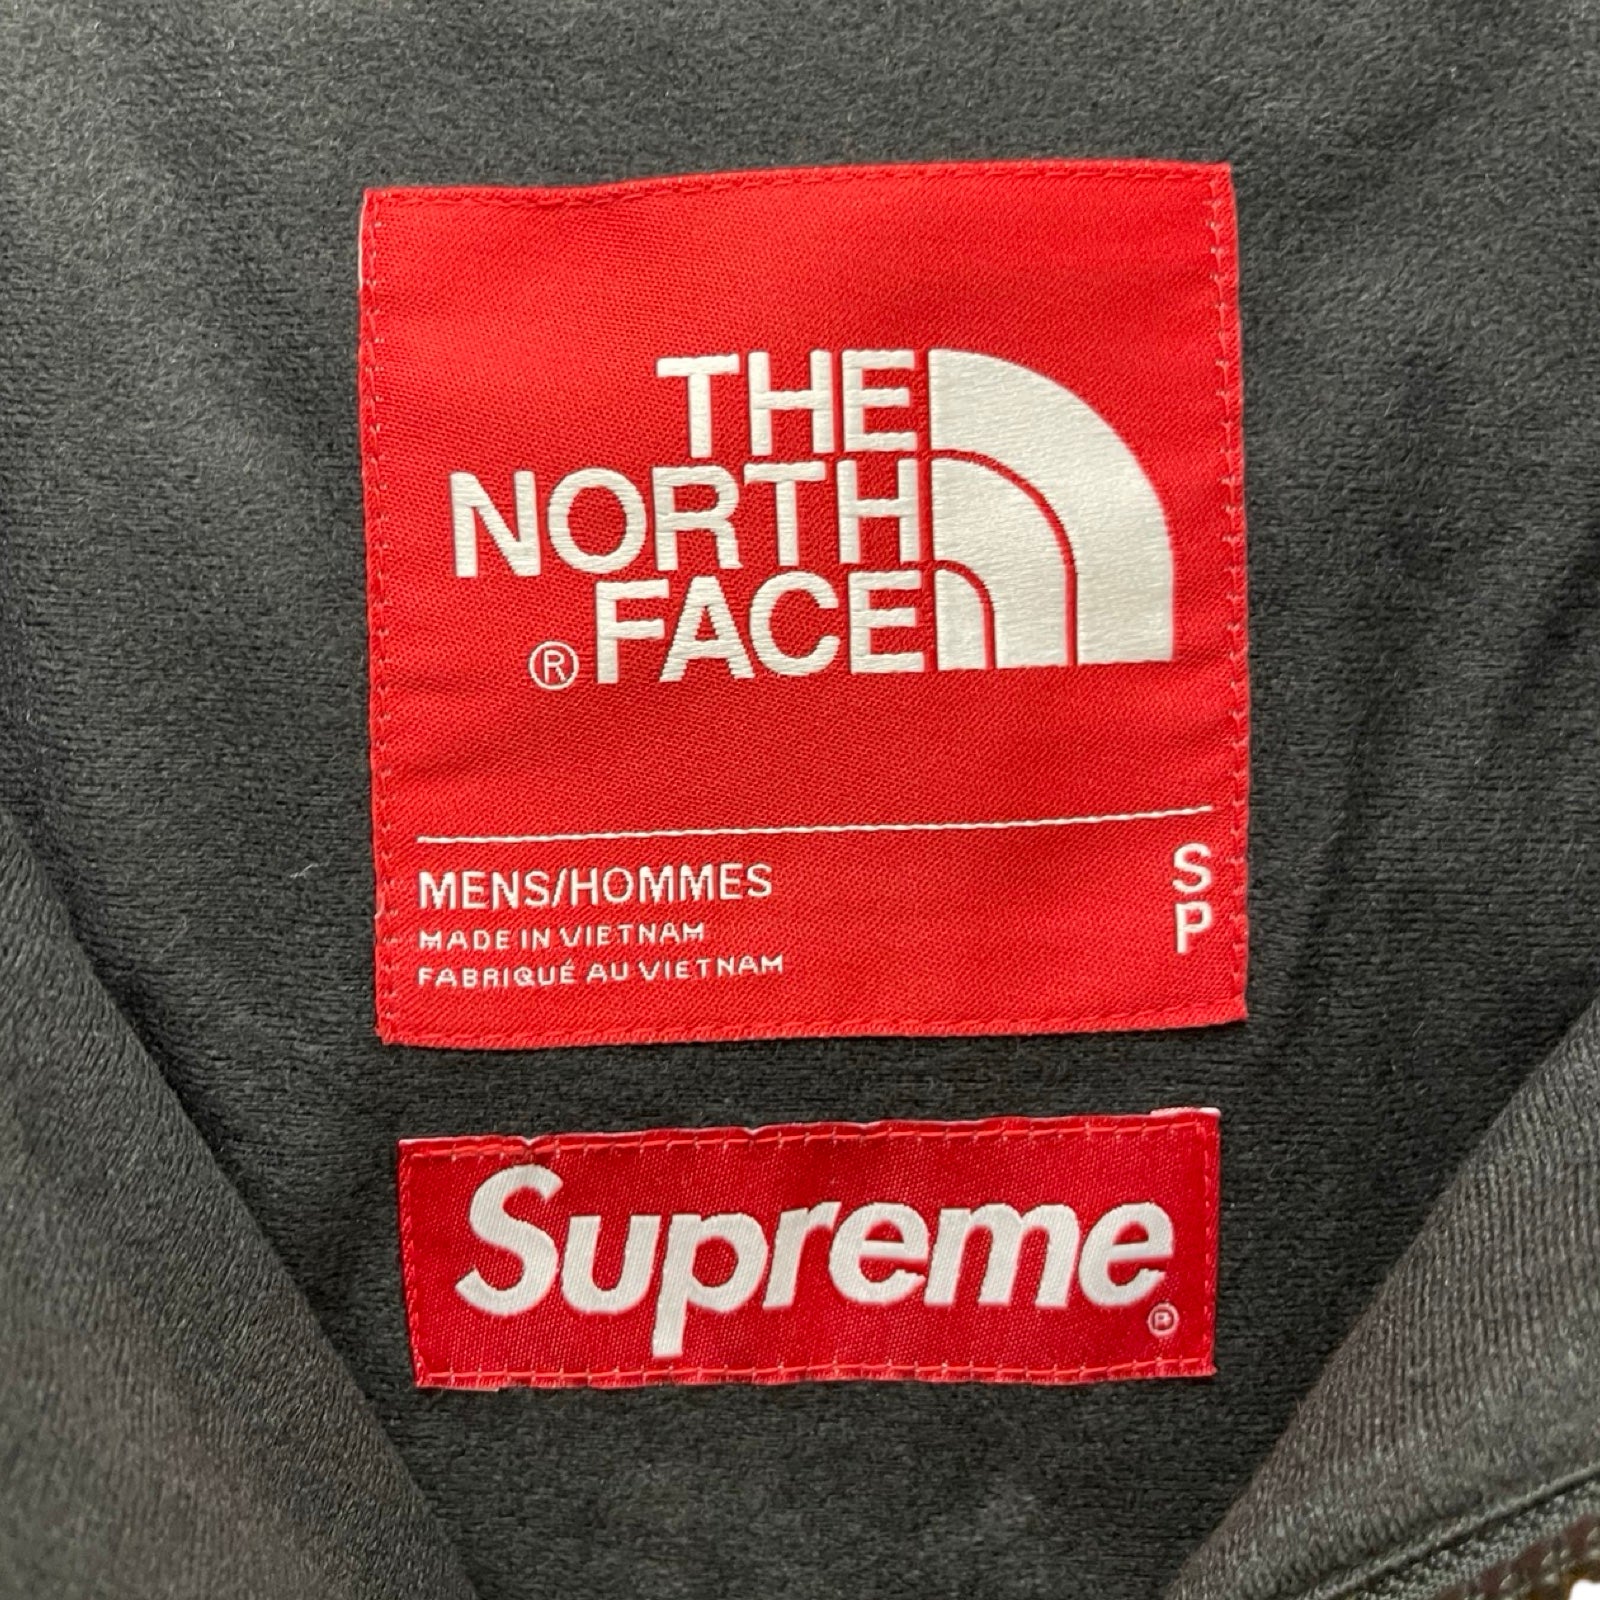 THE
NORTH
® FACE
MENS/HOMMES
MADE IN VIETNAM
FABRIQUÉ AU VIETNAM
S
P
Supreme®